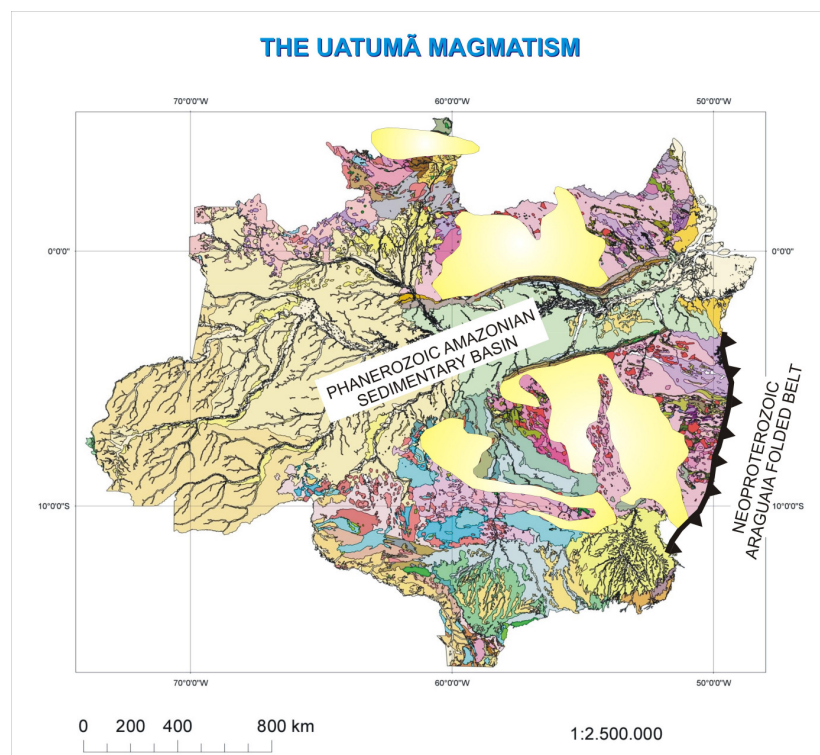 THE UATUMÃ MAGMATISM
70°0'0"W
60°0'0"W
50°0'0"W
0°0'0"
0°0'0"
PHANEROZOIC AMAZONIAN
SEDIMENTARY BASIN
NEOPROTEROZOIC
ARAGUAIA FOLDED BELT
10°0'0"S
10°0'0"S
70°0'0"W
60°0'0"W
50°0'0"W
0 200 400 800 km
1:2.500.000